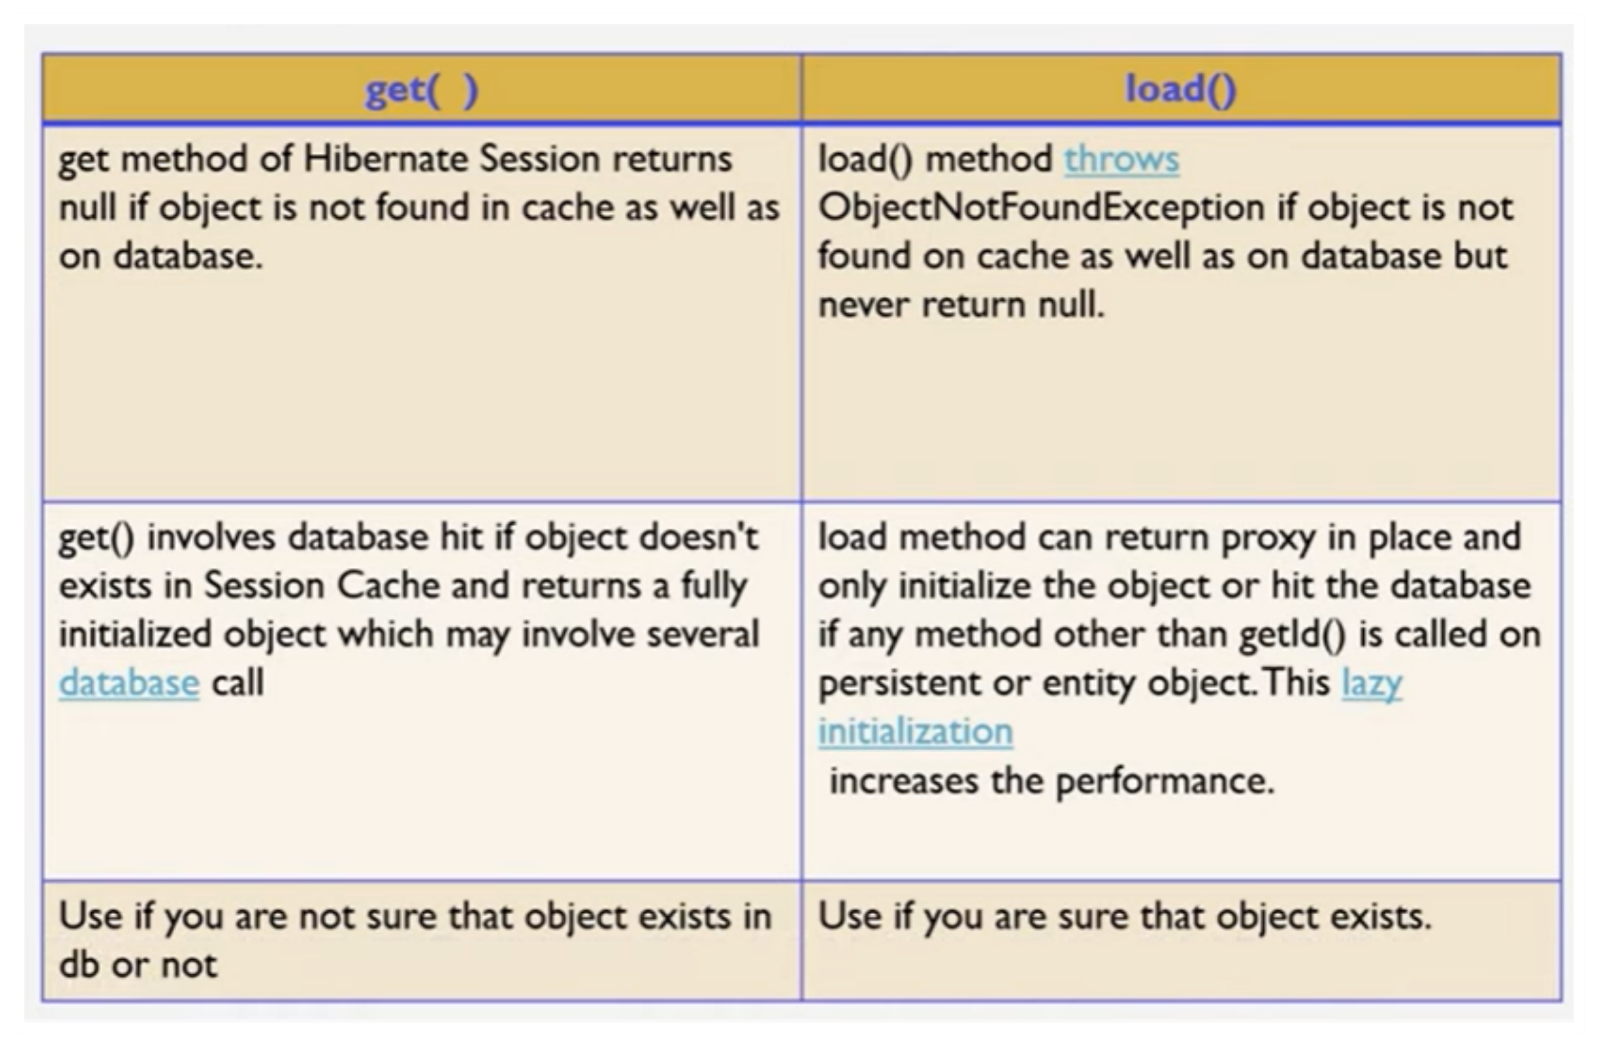 get( )
load()
get method of Hibernate Session returns
null if object is not found in cache as well as
on database.
load() method throws
ObjectNotFoundException if object is not
found on cache as well as on database but
never return null.
get() involves database hit if object doesn't
exists in Session Cache and returns a fully
initialized object which may involve several
database call
load method can return proxy in place and
only initialize the object or hit the database
if any method other than getId() is called on
persistent or entity object. This lazy
initialization
increases the performance.
Use if you are not sure that object exists in
db or not
Use if you are sure that object exists.